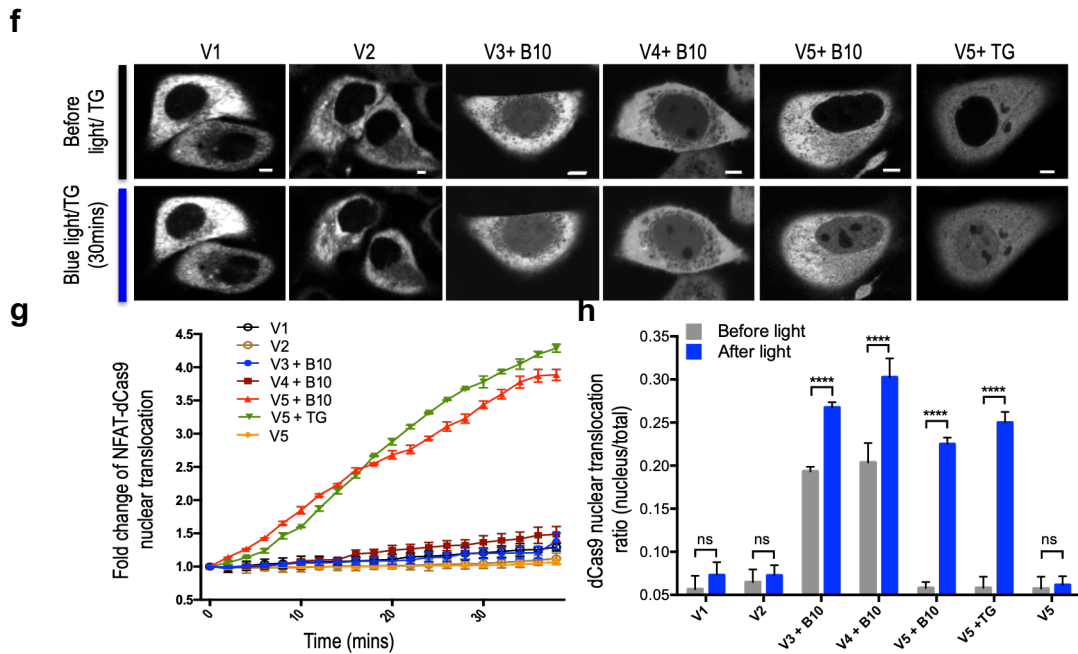 f
V1 V2 V3+ B10 V4+ B10 V5+ B10 V5+ TG
Before
light/ TG
Blue light/TG
(30mins)
g
Fold change of NFAT-dCas9
nuclear translocation
4.5
4.0
3.5
3.0
2.5
2.0
1.5
1.0
0.5
V1
V2
V3 + B10
V4 + B10
V5 + B10
V5 + TG
V5
0 20 30
Time (mins)
h
dCas9 nuclear translocation
ratio (nucleus/total)
0.35
0.30
0.25
0.20
0.15
0.10
0.05
Before light
After light
ns ns **** **** **** **** ns
V1 V2 V3 + B10 V4 + B10 V5 + B10 V5 +TG V5